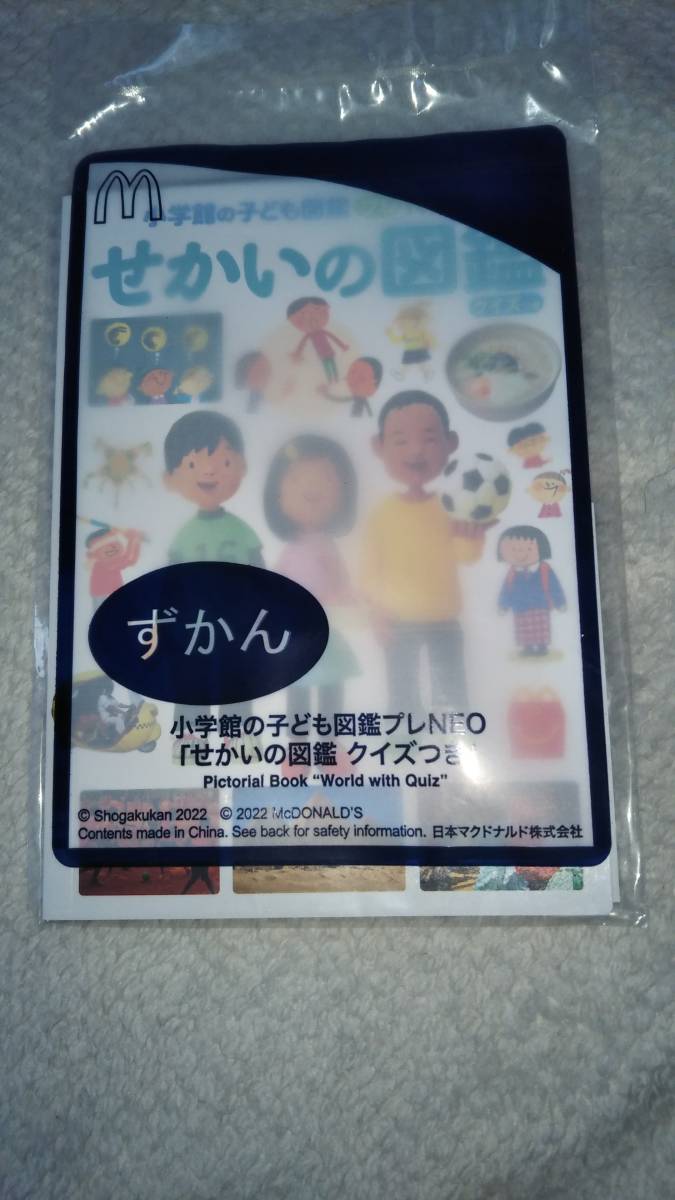 小学館の子ども図鑑
せかいの図鑑
ずかん
小学館の子ども図鑑プレNEO
「せかいの図鑑 クイズつき」
Pictorial Book “World with Quiz”
© Shogakukan 2022 © 2022 McDONALD'S
Contents made in China. See back for safety information. 日本マクドナルド株式会社